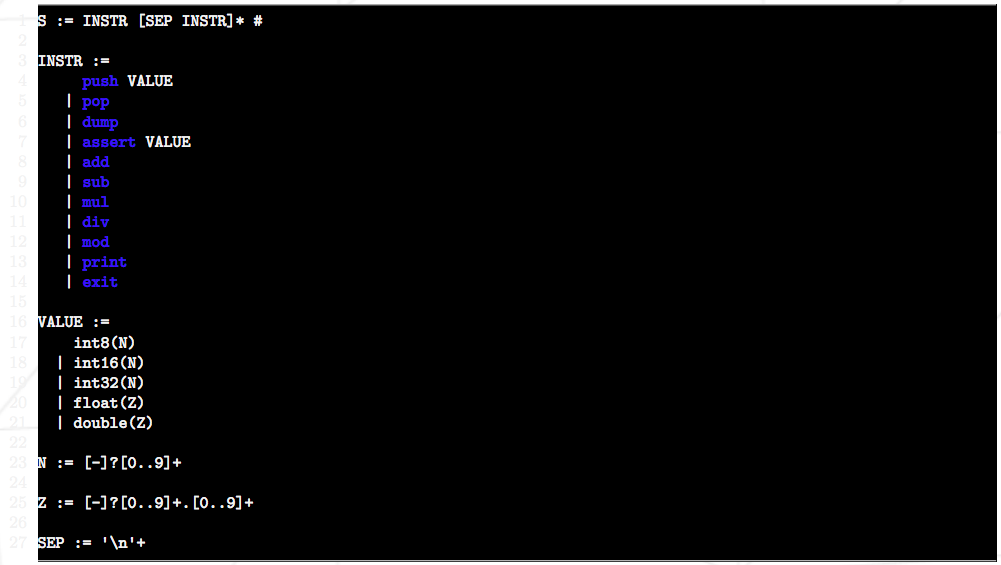 1 S := INSTR [SEP INSTR]* #
2
3 INSTR :=
4 push VALUE
5 | pop
6 | dump
7 | assert VALUE
8 | add
9 | sub
10 | mul
11 | div
12 | mod
13 | print
14 | exit
15
16 VALUE :=
17 int8(N)
18 | int16(N)
19 | int32(N)
20 | float(Z)
21 | double(Z)
22
23 N := [-]?[0..9]+
24
25 Z := [-]?[0..9]+.[0..9]+
26
27 SEP := '\n'+